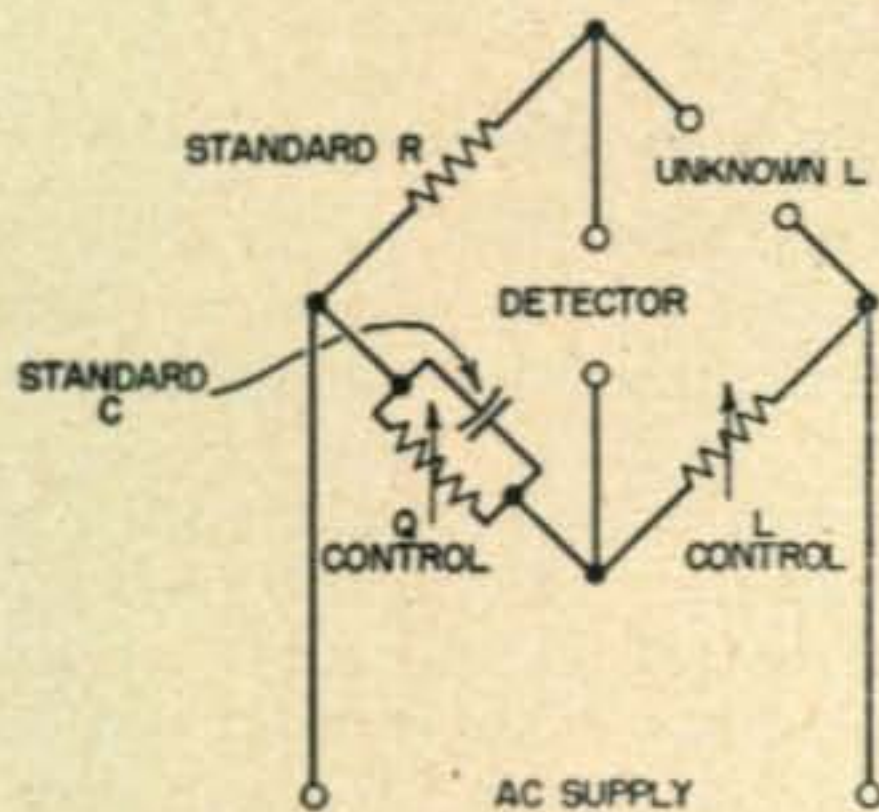 STANDARD R
UNKNOWN L
DETECTOR
STANDARD
C
Q
CONTROL
L
CONTROL
AC SUPPLY